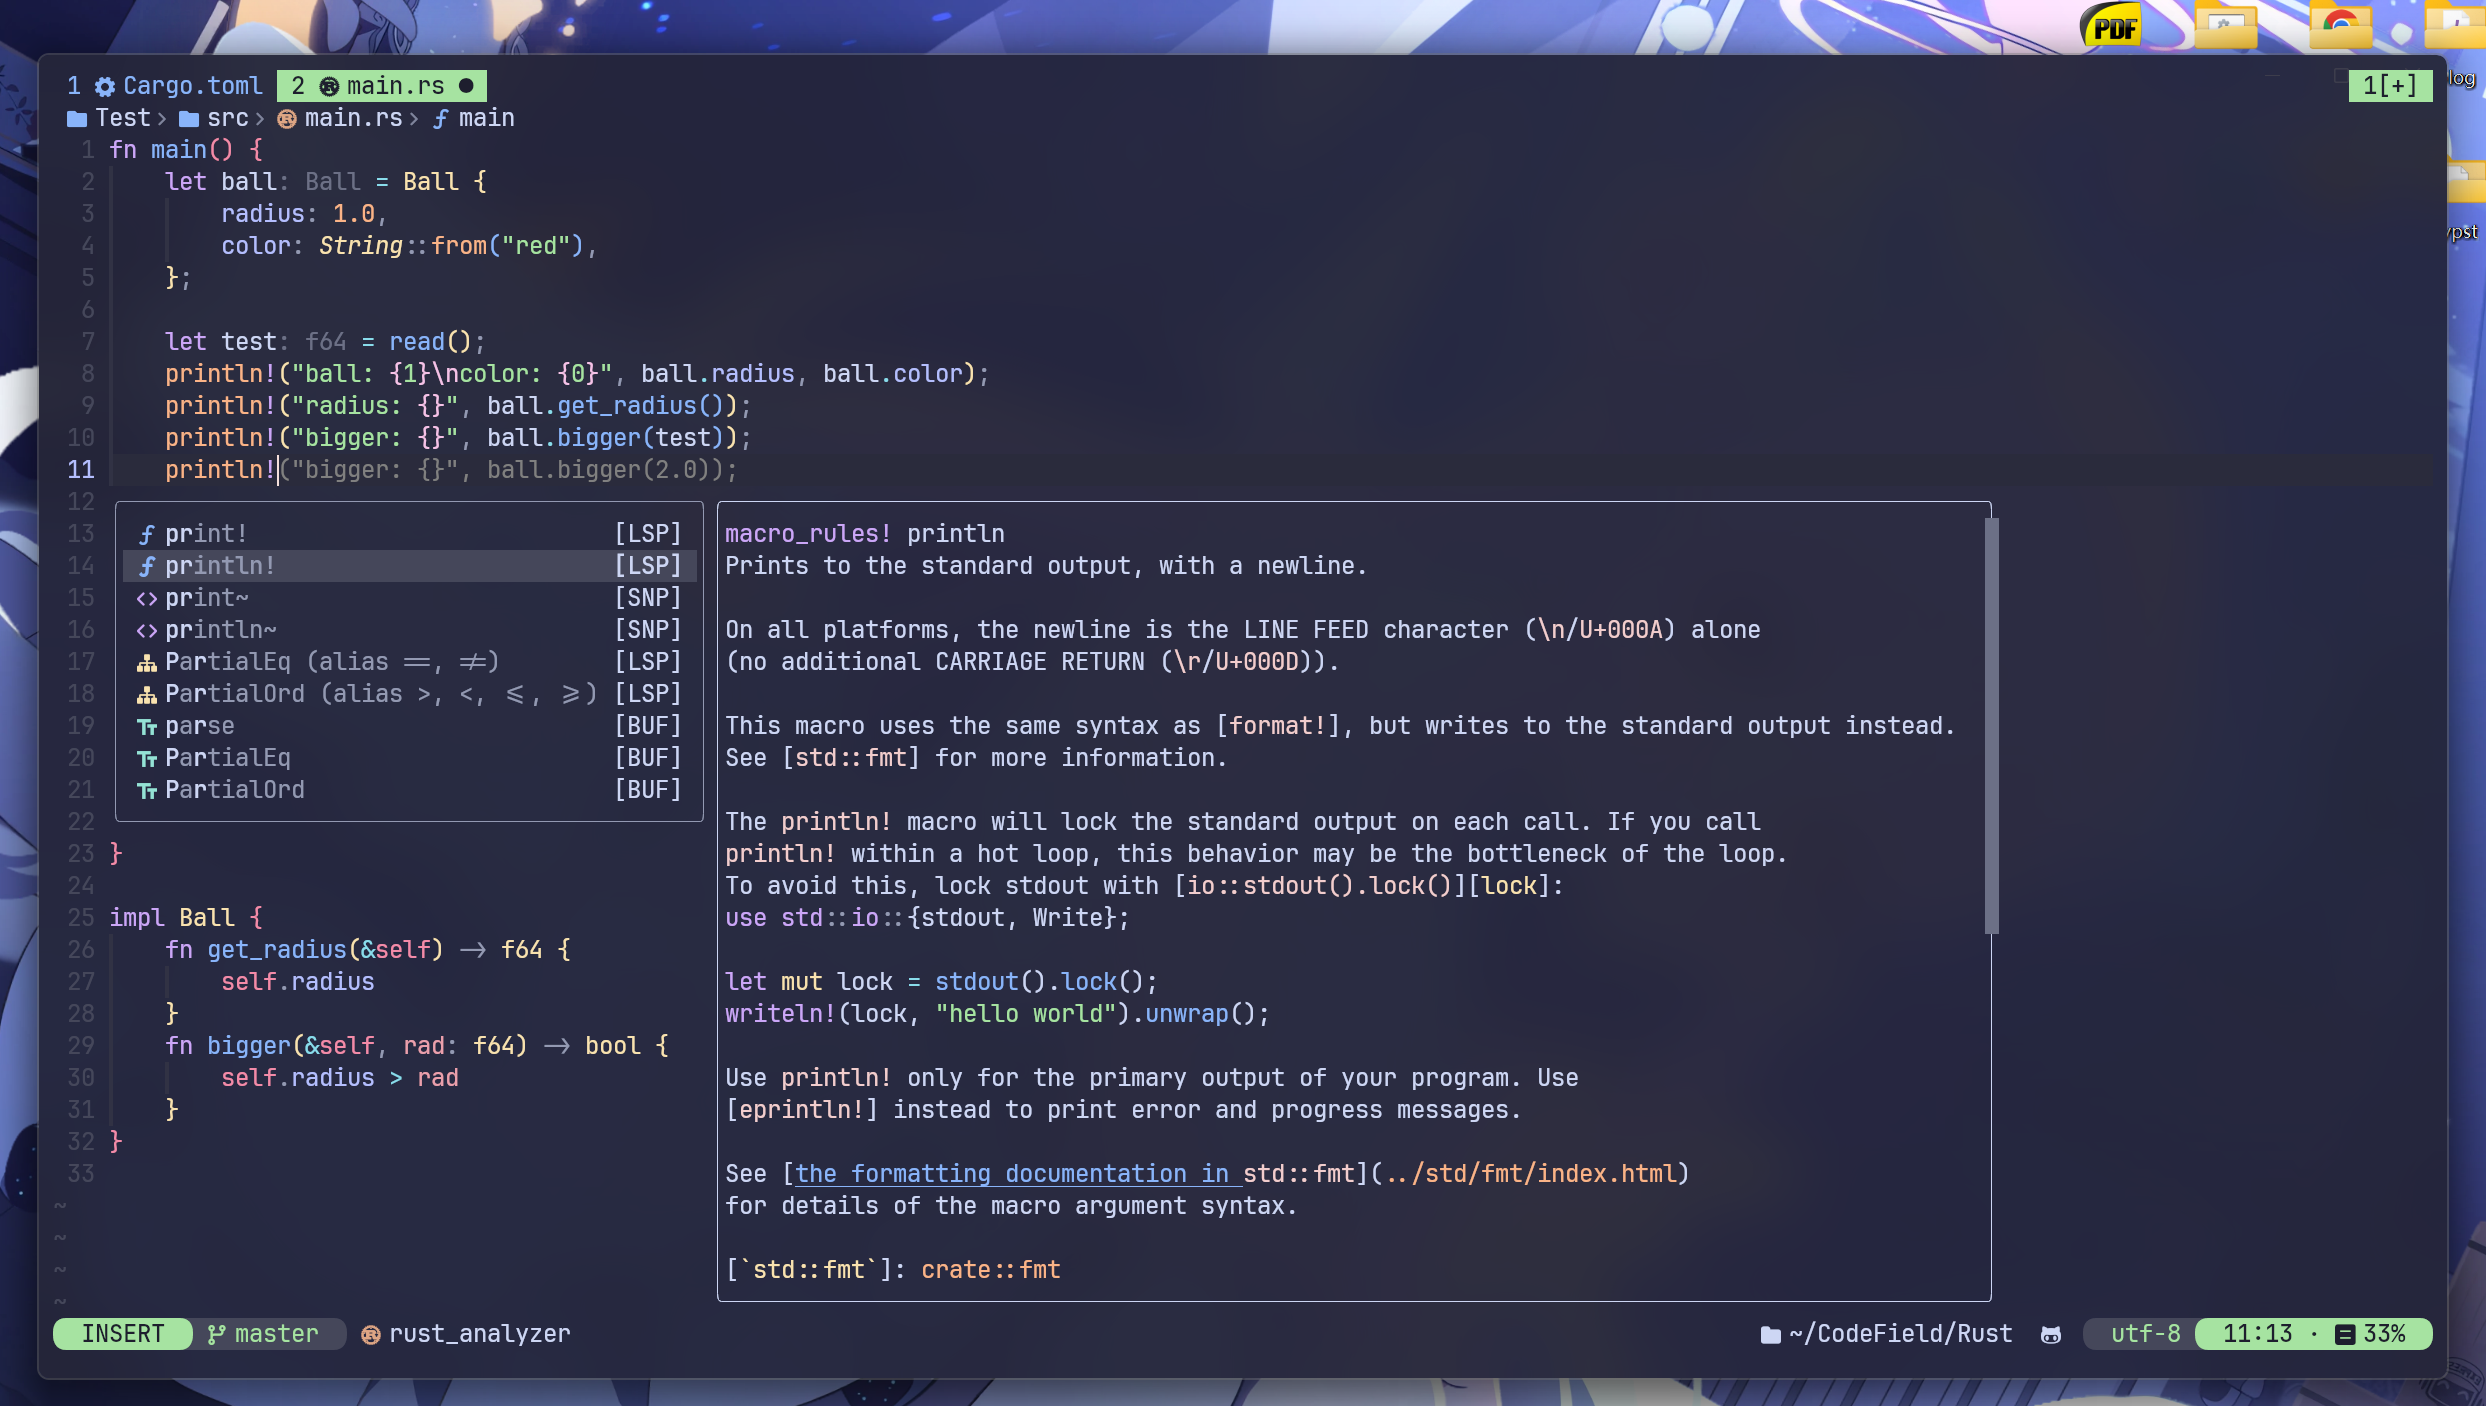 PDF
1 Cargo.toml 2 main.rs ●
1[+]
log
Test > src > main.rs > main
1 fn main() {
2 let ball: Ball = Ball {
3 radius: 1.0,
4 color: String::from("red"),
ypst
5 };
6
7 let test: f64 = read();
8 println!("ball: {1}\ncolor: {0}", ball.radius, ball.color);
9 println!("radius: {}", ball.get_radius());
10 println!("bigger: {}", ball.bigger(test));
11 println!("bigger: {}", ball.bigger(2.0));
12
13
14
15
16
17
18
19
20
21
22
23 }
24
25 impl Ball {
26 fn get_radius(&self) -> f64 {
27 self.radius
28 }
29 fn bigger(&self, rad: f64) -> bool {
30 self.radius > rad
31 }
32 }
33
~
~
~
~
print! [LSP]
println! [LSP]
print~ [SNP]
println~ [SNP]
PartialEq (alias ==, !=) [LSP]
PartialOrd (alias >, <, <=, >=) [LSP]
parse [BUF]
PartialEq [BUF]
PartialOrd [BUF]
macro_rules! println
Prints to the standard output, with a newline.
On all platforms, the newline is the LINE FEED character (\n/U+000A) alone
(no additional CARRIAGE RETURN (\r/U+000D)).
This macro uses the same syntax as [format!], but writes to the standard output instead.
See [std::fmt] for more information.
The println! macro will lock the standard output on each call. If you call
println! within a hot loop, this behavior may be the bottleneck of the loop.
To avoid this, lock stdout with [io::stdout().lock()][lock]:
use std::io::{stdout, Write};
let mut lock = stdout().lock();
writeln!(lock, "hello world").unwrap();
Use println! only for the primary output of your program. Use
[eprintln!] instead to print error and progress messages.
See [the formatting documentation in std::fmt](../std/fmt/index.html)
for details of the macro argument syntax.
[`std::fmt`]: crate::fmt
INSERT master rust_analyzer
~/CodeField/Rust utf-8 11:13 · 33%